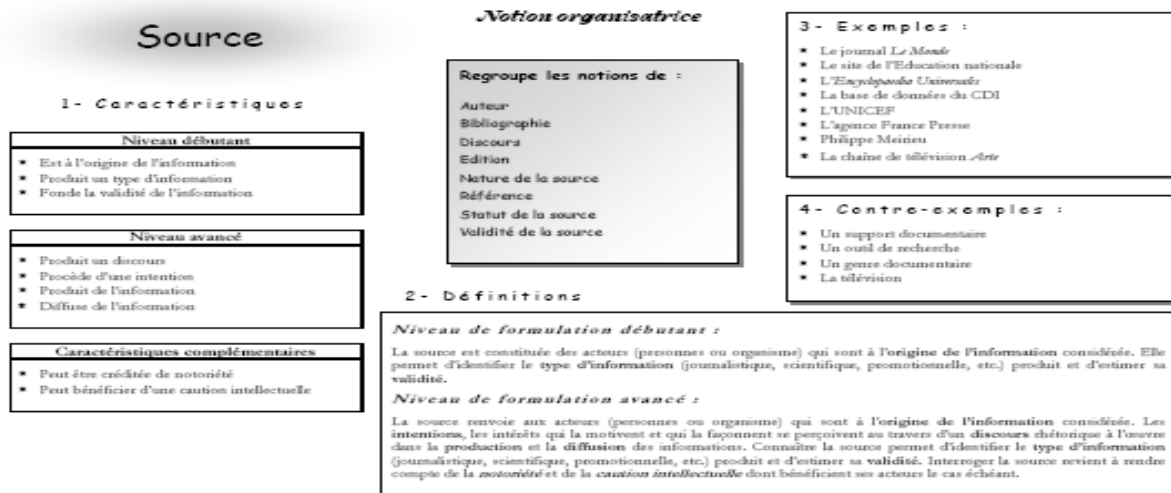 Source
1- Caractéristiques
Niveau débutant
Est à l'origine de l'information
Produit un type d'information
Fonde la validité de l'information
Niveau avancé
Produit un discours
Procède d'une intention
Produit de l'information
Diffuse de l'information
Caractéristiques complémentaires
Peut être créditée de notoriété
Peut bénéficier d'une caution intellectuelle
Notion organisatrice
Regroupe les notions de :
Auteur
Bibliographie
Discours
Edition
Nature de la source
Référence
Statut de la source
Validité de la source
3- Exemples :
Le journal Le Monde
Le site de l'Education nationale
L'Encyclopaedia Universalis
La base de données du CDI
L'UNICEF
L'agence France Presse
Philippe Meirieu
La chaîne de télévision Arte
4- Contre-exemples :
Un support documentaire
Un outil de recherche
Un genre documentaire
La télévision
2- Définitions
Niveau de formulation débutant :
La source est constituée des acteurs (personnes ou organisme) qui sont à l'origine de l'information considérée. Elle
permet d'identifier le type d'information (journalistique, scientifique, promotionnelle, etc.) produit et d'estimer sa
validité.
Niveau de formulation avancé :
La source renvoie aux acteurs (personnes ou organisme) qui sont à l'origine de l'information considérée. Les
intentions, les intérêts qui la motivent et qui la façonnent se perçoivent au travers d'un discours rhétorique à l'œuvre
dans la production et la diffusion des informations. Connaître la source permet d'identifier le type d'information
(journalistique, scientifique, promotionnelle, etc.) produit et d'estimer sa validité. Interroger la source revient à rendre
compte de la notoriété et de la caution intellectuelle dont bénéficient ses acteurs le cas échéant.